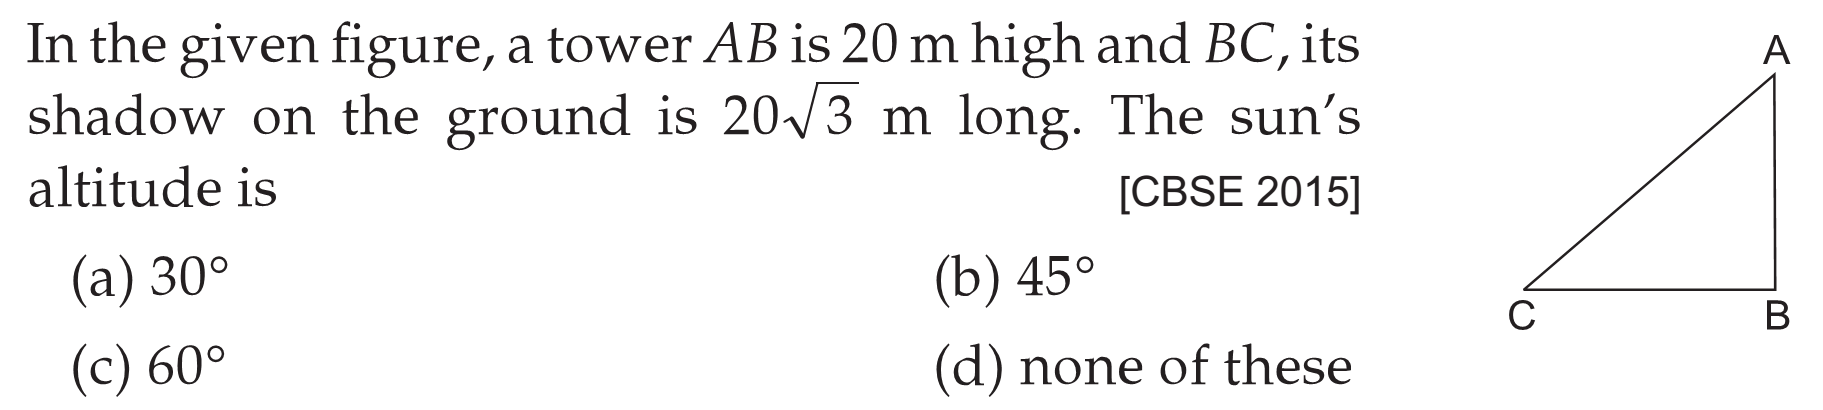 In the given figure, a tower AB is 20 m high and BC, its
shadow on the ground is 20√3 m long. The sun's
altitude is [CBSE 2015]
(a) 30° (b) 45°
(c) 60° (d) none of these
A
C B